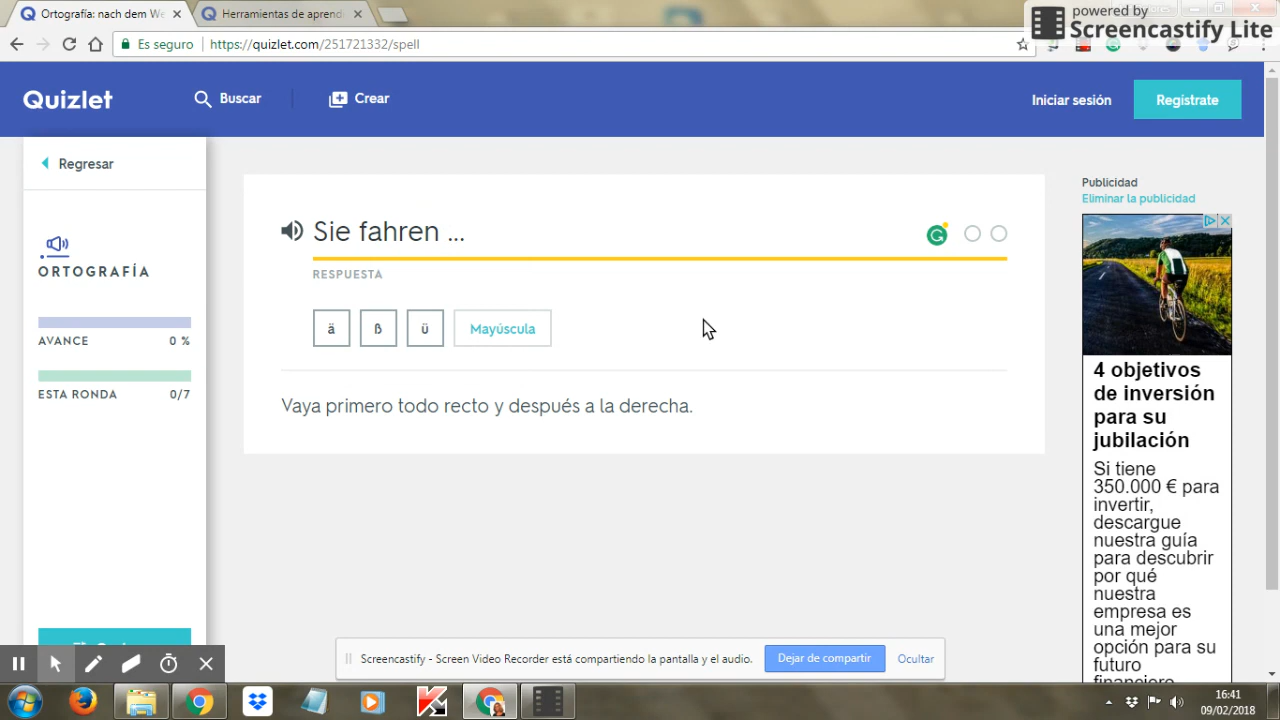 Ortografía: nach dem We
Herramientas de aprend
powered by
Screencastify Lite
Es seguro
https://quizlet.com/251721332/spell
Quizlet
Buscar
Crear
Iniciar sesión
Regístrate
Regresar
ORTOGRAFÍA
AVANCE 0 %
ESTA RONDA 0/7
Sie fahren ...
RESPUESTA
ä ß ü Mayúscula
Vaya primero todo recto y después a la derecha.
Publicidad
Eliminar la publicidad
4 objetivos
de inversión
para su
jubilación
Si tiene
350.000 € para
invertir,
descargue
nuestra guía
para descubrir
por qué
nuestra
empresa es
una mejor
opción para su
futuro
financiero
Screencastify - Screen Video Recorder está compartiendo la pantalla y el audio.
Dejar de compartir
Ocultar
16:41
09/02/2018